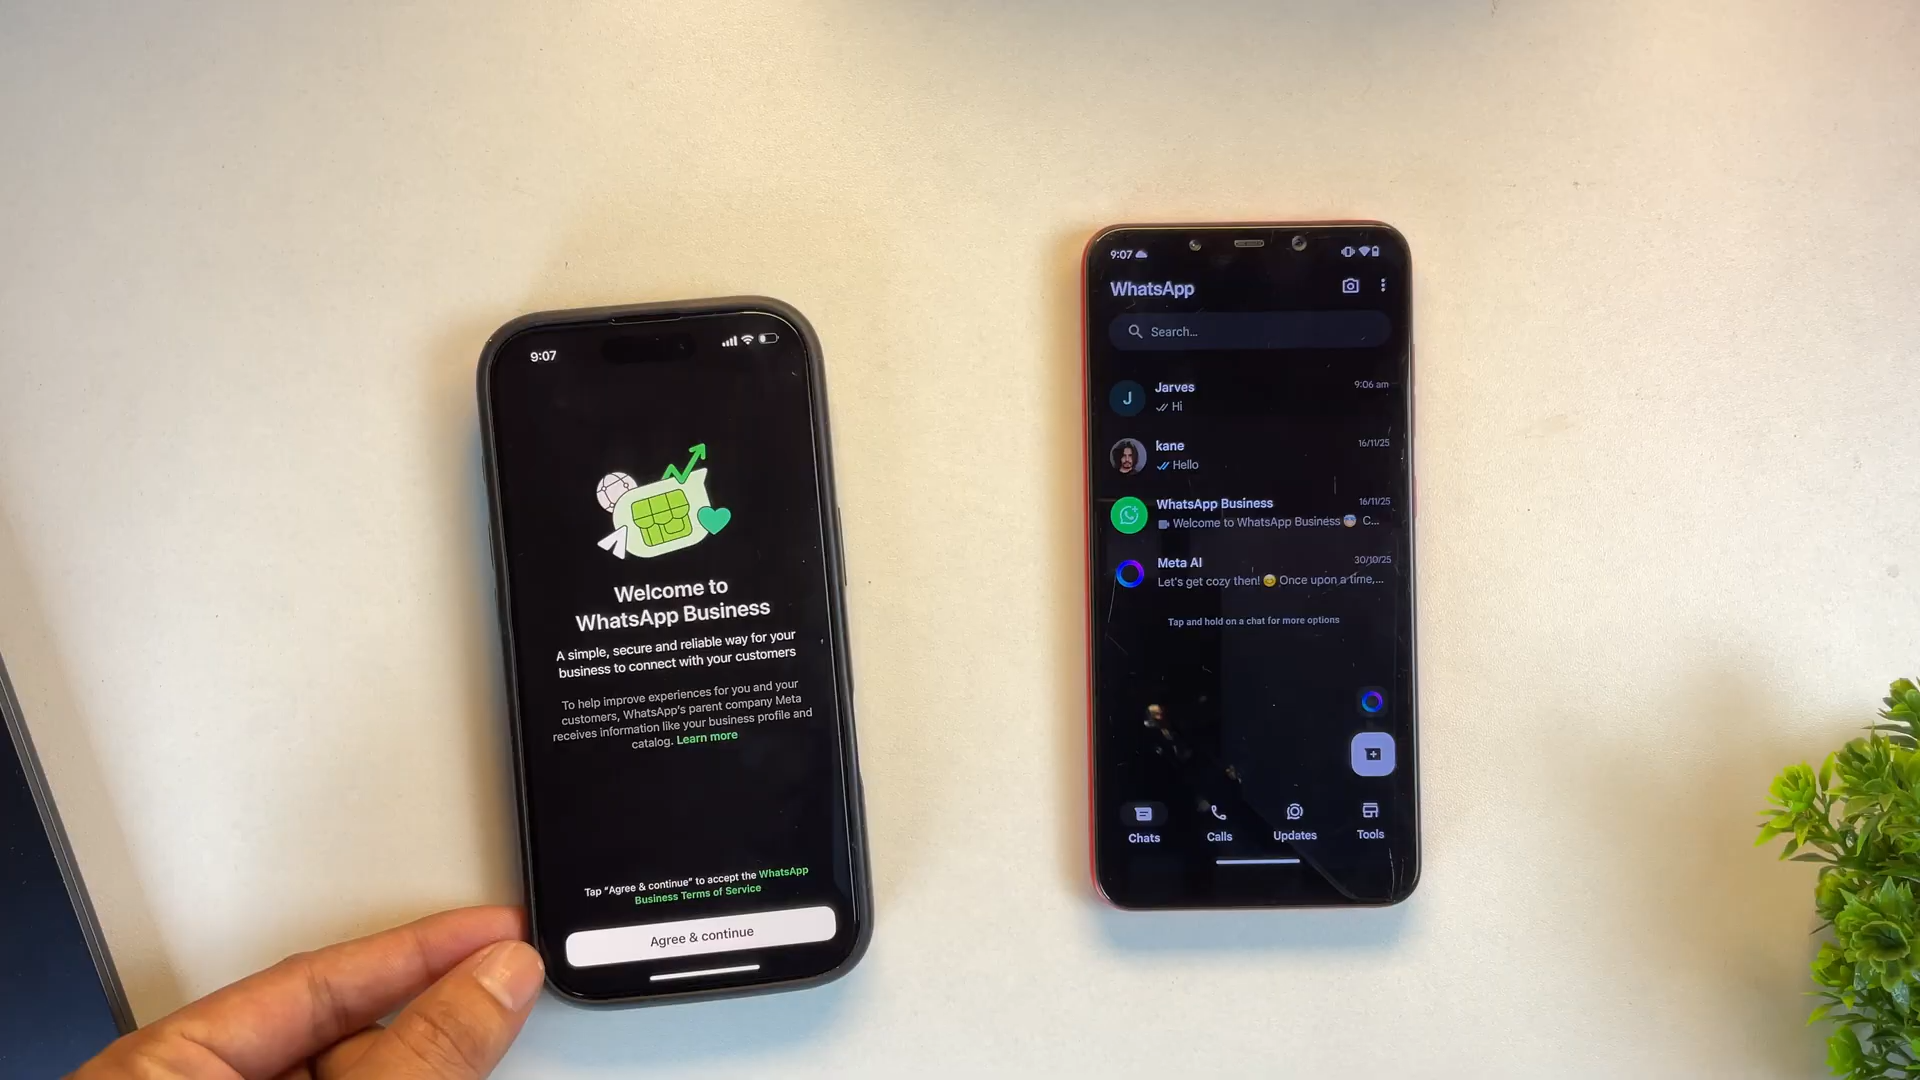 9:07
Welcome to
WhatsApp Business
A simple, secure and reliable way for your
business to connect with your customers
To help improve experiences for you and your
customers, WhatsApp's parent company Meta
receives information like your business profile and
catalog. Learn more
Tap "Agree & continue" to accept the WhatsApp
Business Terms of Service
Agree & continue
9:07
WhatsApp
Search...
J
Jarves
9:06 am
Hi
kane
16/11/25
Hello
WhatsApp Business
16/11/25
Welcome to WhatsApp Business 😇 C...
Meta AI
30/10/25
Let's get cozy then! 😊 Once upon a time,...
Tap and hold on a chat for more options
Chats
Calls
Updates
Tools